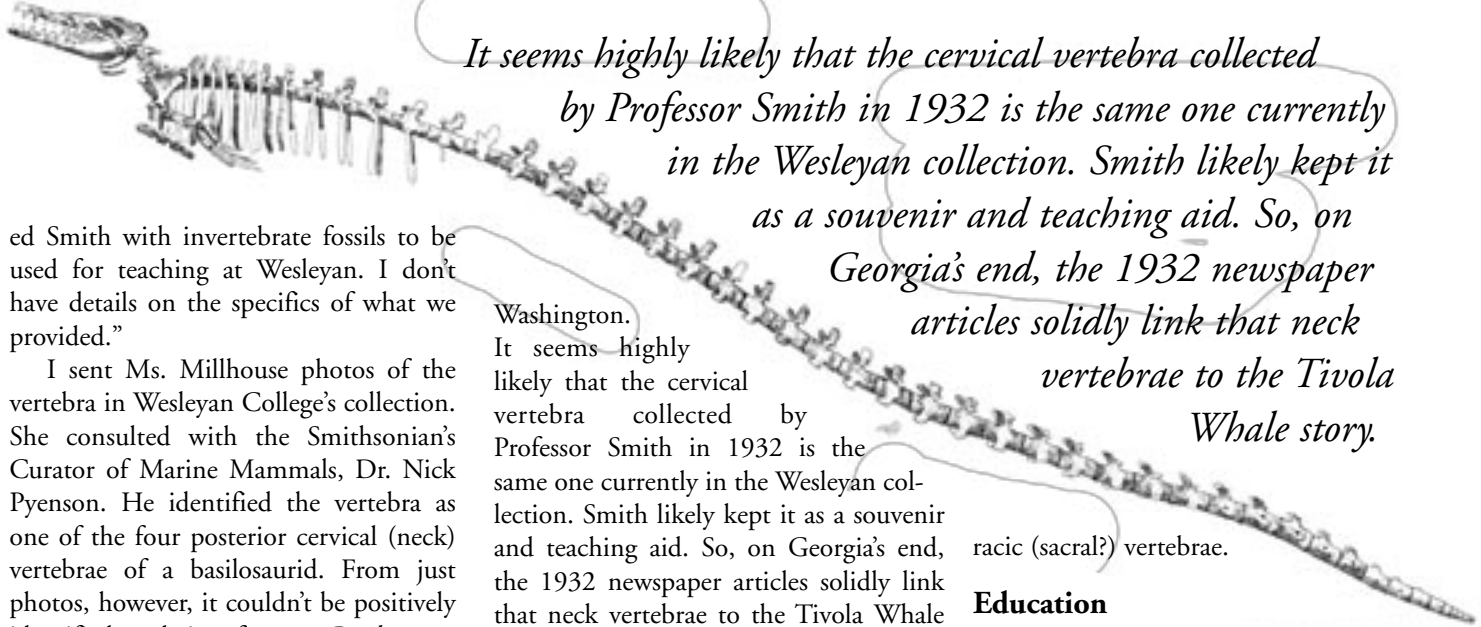 It seems highly likely that the cervical vertebra collected
by Professor Smith in 1932 is the same one currently
in the Wesleyan collection. Smith likely kept it
as a souvenir and teaching aid. So, on
Georgia's end, the 1932 newspaper
articles solidly link that neck
vertebrae to the Tivola
Whale story.
ed Smith with invertebrate fossils to be
used for teaching at Wesleyan. I don't
have details on the specifics of what we
provided.”
I sent Ms. Millhouse photos of the
vertebra in Wesleyan College's collection.
She consulted with the Smithsonian's
Curator of Marine Mammals, Dr. Nick
Pyenson. He identified the vertebra as
one of the four posterior cervical (neck)
vertebrae of a basilosaurid. From just
photos, however, it couldn't be positively
Washington.
It seems highly
likely that the cervical
vertebra collected by
Professor Smith in 1932 is the
same one currently in the Wesleyan col-
lection. Smith likely kept it as a souvenir
and teaching aid. So, on Georgia's end,
the 1932 newspaper articles solidly link
that neck vertebrae to the Tivola Whale
racic (sacral?) vertebrae.
Education